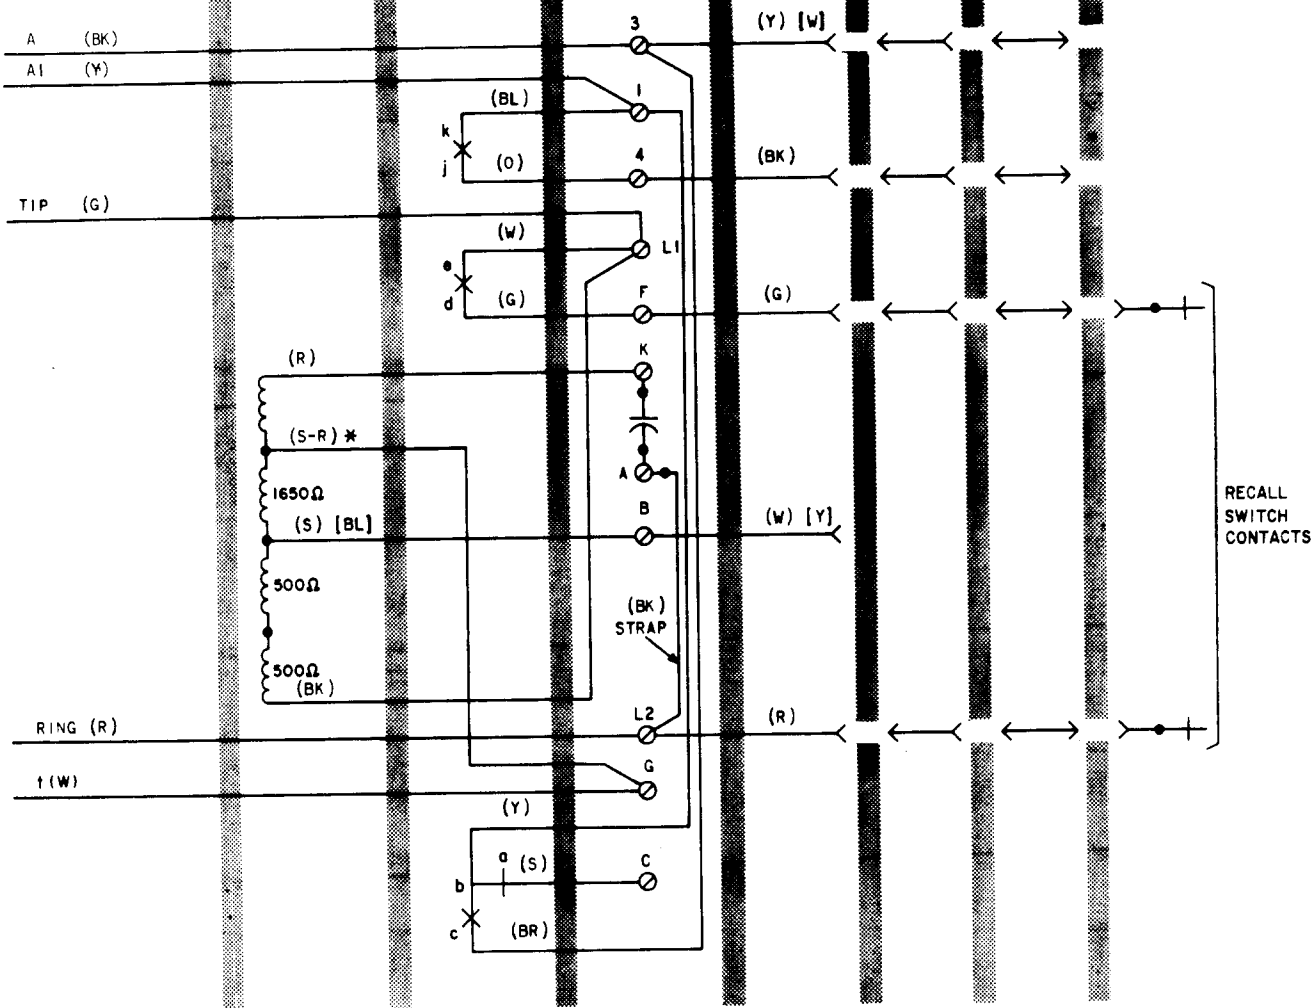 3
(Y) [W]
A (BK)
A1 (Y)
1
(BL)
k
j
(O)
4
(BK)
TIP (G)
(W)
L1
e
d
(G)
F
(G)
K
(R)
(S-R) *
A
1650Ω
(S) [BL]
B
(W) [Y]
RECALL
SWITCH
CONTACTS
500Ω
(BK)
STRAP
500Ω
(BK)
L2
(R)
RING (R)
G
t (W)
(Y)
a
(S)
C
b
c
(BR)